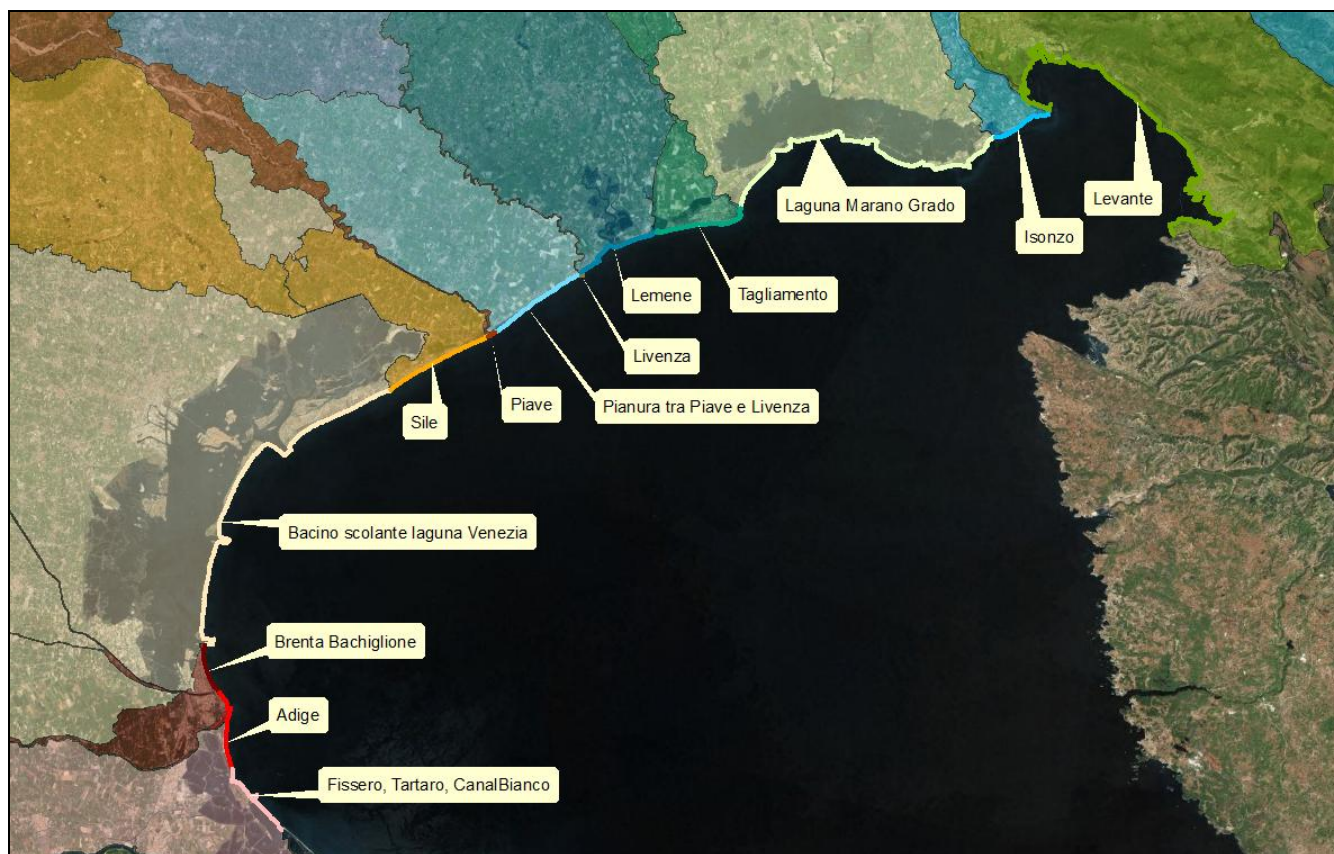 Laguna Marano Grado
Levante
Isonzo
Lemene
Tagliamento
Livenza
Piave
Pianura tra Piave e Livenza
Sile
Bacino scolante laguna Venezia
Brenta Bachiglione
Adige
Fissero, Tartaro, CanalBianco